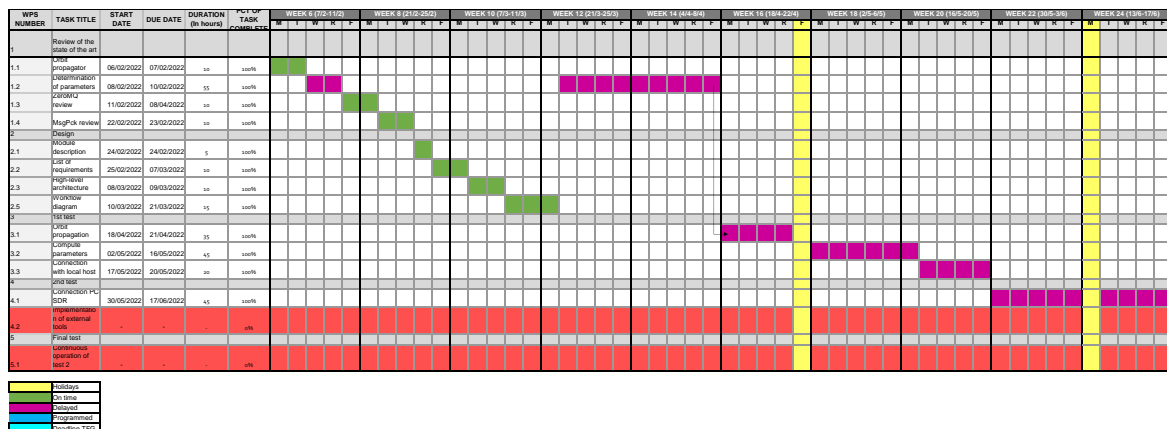 WPS NUMBER TASK TITLE START DATE DUE DATE DURATION (In hours) PCT OF TASK COMPLETE WEEK 6 (7/2-11/2) WEEK 8 (21/2-25/2) WEEK 10 (7/3-11/3) WEEK 12 (21/3-25/3) WEEK 14 (4/4-8/4) WEEK 16 (18/4-22/4) WEEK 18 (2/5-6/5) WEEK 20 (16/5-20/5) WEEK 22 (30/5-3/6) WEEK 24 (13/6-17/6)
M T W R F M T W R F M T W R F M T W R F M T W R F M T W R F M T W R F M T W R F M T W R F M T W R F
1 Review of the state of the art
1.1 Orbit propagator 06/02/2022 07/02/2022 10 100%
1.2 Determination of parameters 08/02/2022 10/02/2022 55 100%
1.3 ZeroMQ review 11/02/2022 08/04/2022 10 100%
1.4 MsgPck review 22/02/2022 23/02/2022 10 100%
2 Design
2.1 Module description 24/02/2022 24/02/2022 5 100%
2.2 List of requirements 25/02/2022 07/03/2022 10 100%
2.3 High-level architecture 08/03/2022 09/03/2022 10 100%
2.5 Workflow diagram 10/03/2022 21/03/2022 15 100%
3 1st test
3.1 Orbit propagation 18/04/2022 21/04/2022 35 100%
3.2 Compute parameters 02/05/2022 16/05/2022 45 100%
3.3 Connection with local host 17/05/2022 20/05/2022 20 100%
4 2nd test
4.1 Connection PC SDR 30/05/2022 17/06/2022 45 100%
4.2 Implementatio n of external tools - - - 0%
5 Final test
5.1 Continuous operation of test 2 - - - 0%
Holidays
On time
Delayed
Programmed
Deadline TFG